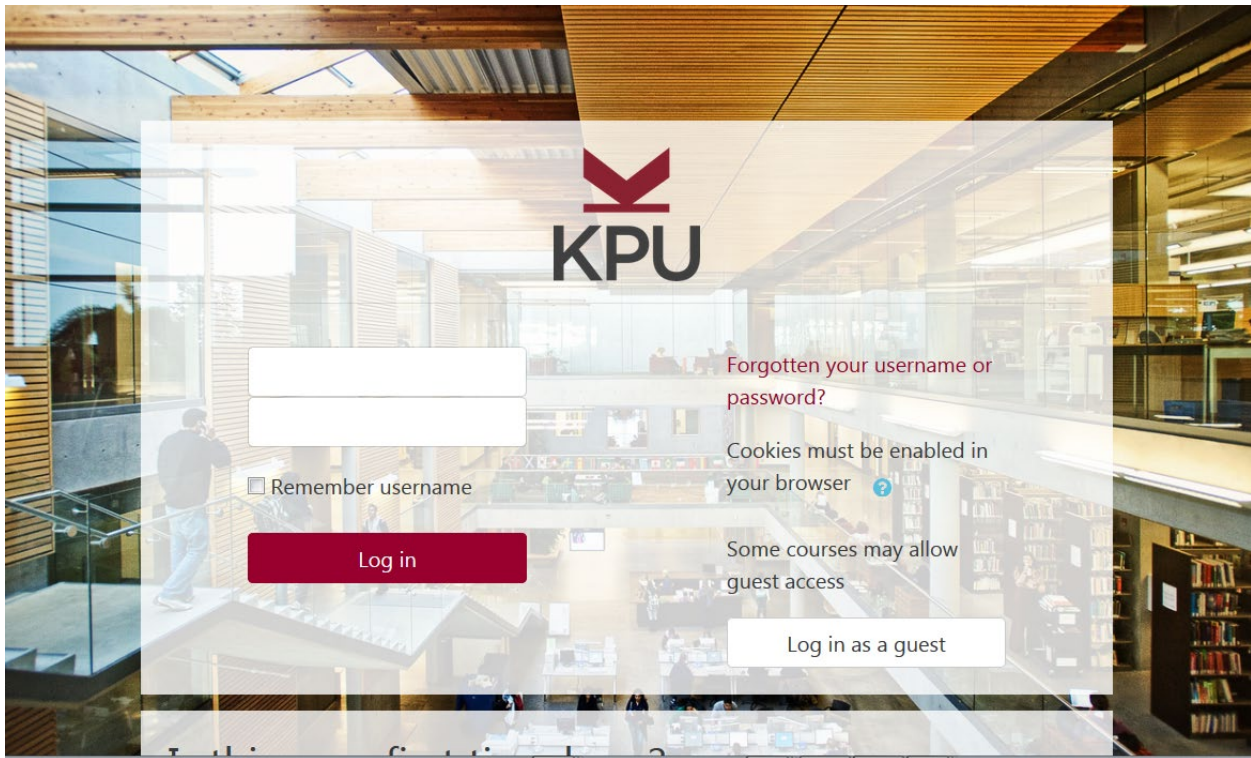 KPU
Remember username
Log in
Forgotten your username or
password?
Cookies must be enabled in
your browser
?
Some courses may allow
guest access
Log in as a guest